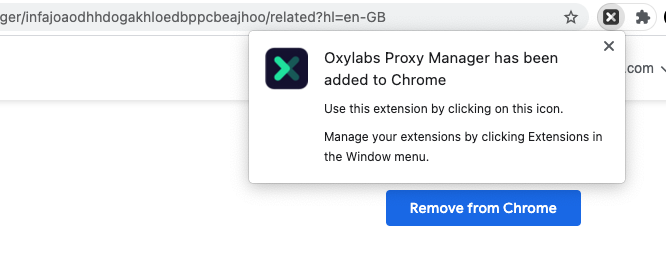 ger/infajoaodhhdogakhloedbppcbeajhoo/related?hl=en-GB
Oxylabs Proxy Manager has been
added to Chrome
.com
Use this extension by clicking on this icon.
Manage your extensions by clicking Extensions in
the Window menu.
Remove from Chrome